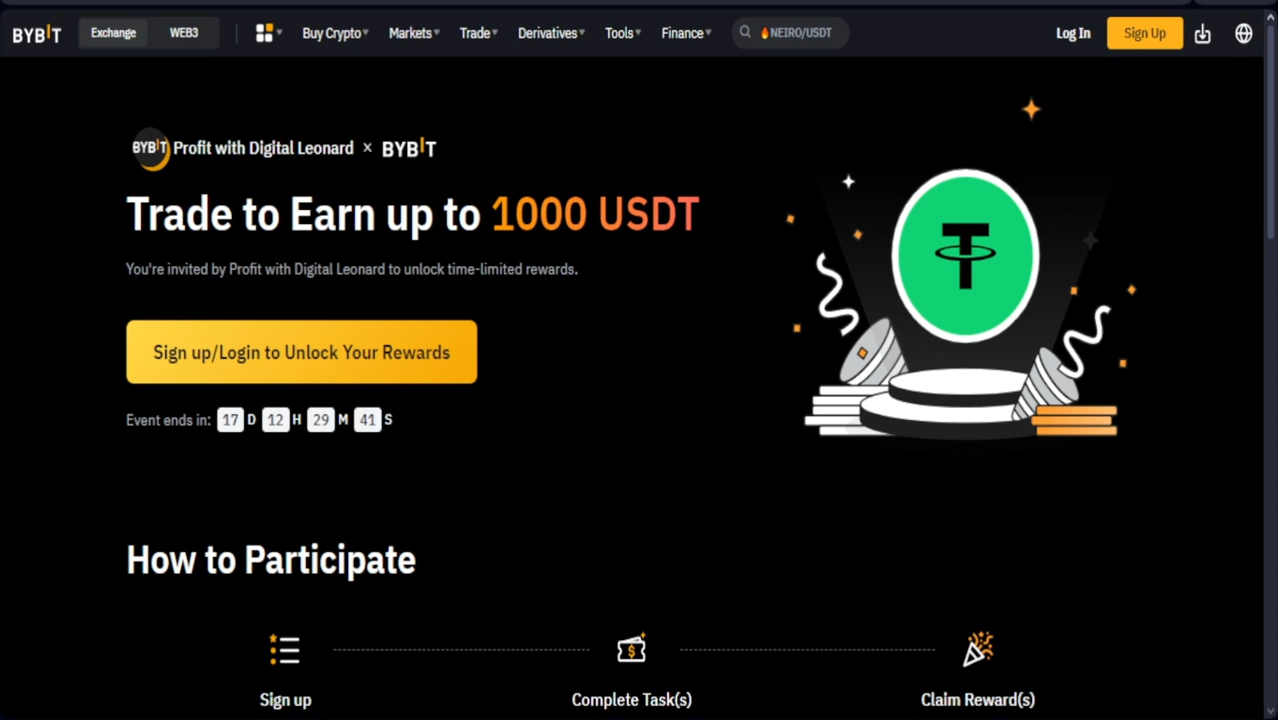 BYBIT Exchange WEB3 Buy Crypto Markets Trade Derivatives Tools Finance NEIRO/USDT Log In Sign Up
BYBIT Profit with Digital Leonard × BYBIT
Trade to Earn up to 1000 USDT
You're invited by Profit with Digital Leonard to unlock time-limited rewards.
Sign up/Login to Unlock Your Rewards
Event ends in: 17 D 12 H 29 M 41 S
How to Participate
Sign up Complete Task(s) Claim Reward(s)